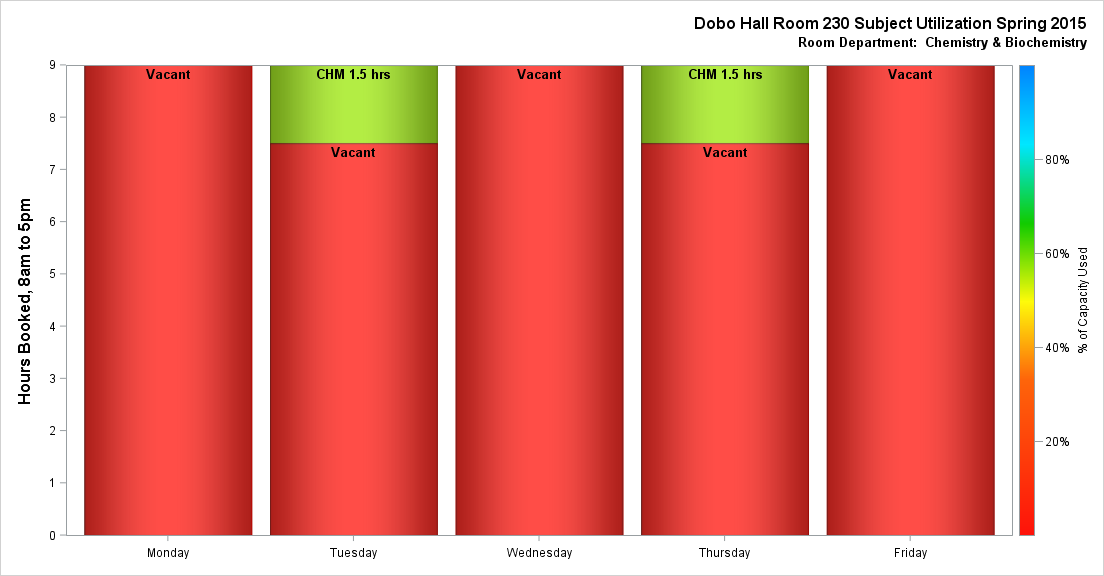 Dobo Hall Room 230 Subject Utilization Spring 2015
Room Department:  Chemistry & Biochemistry
Hours Booked, 8am to 5pm
9
8
7
6
5
4
3
2
1
0
Vacant
CHM 1.5 hrs
Vacant
Vacant
CHM 1.5 hrs
Vacant
Vacant
Monday
Tuesday
Wednesday
Thursday
Friday
80%
60%
40%
20%
% of Capacity Used